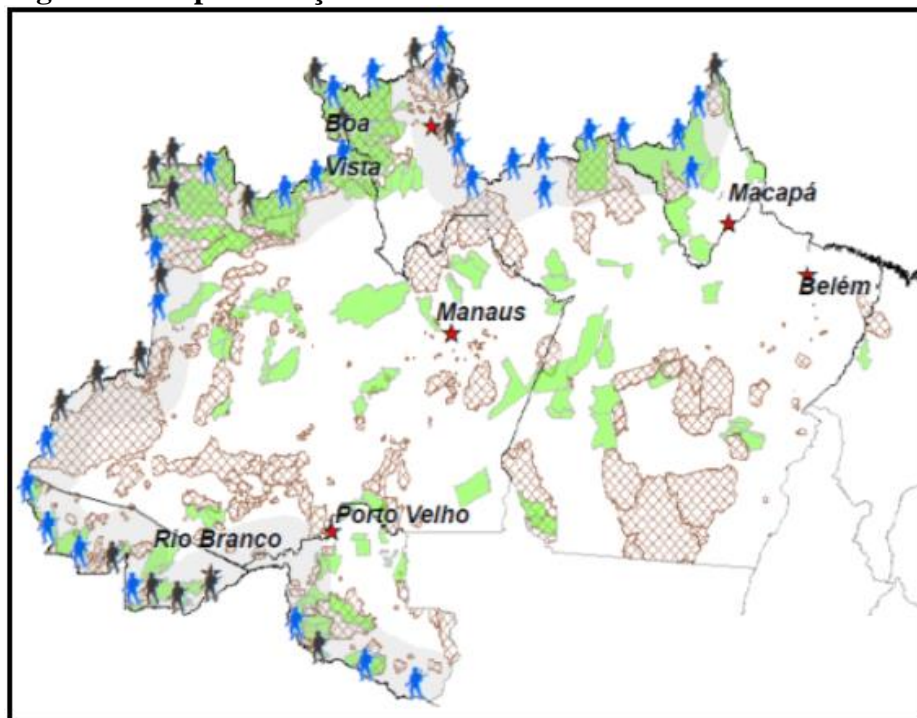 Boa
Vista
Macapá
Belém
Manaus
Porto Velho
Rio Branco